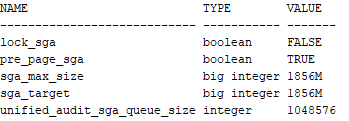 NAME                         TYPE        VALUE
---------------------------- ----------- -------
lock_sga                     boolean     FALSE
pre_page_sga                 boolean     TRUE
sga_max_size                 big integer 1856M
sga_target                   big integer 1856M
unified_audit_sga_queue_size integer     1048576